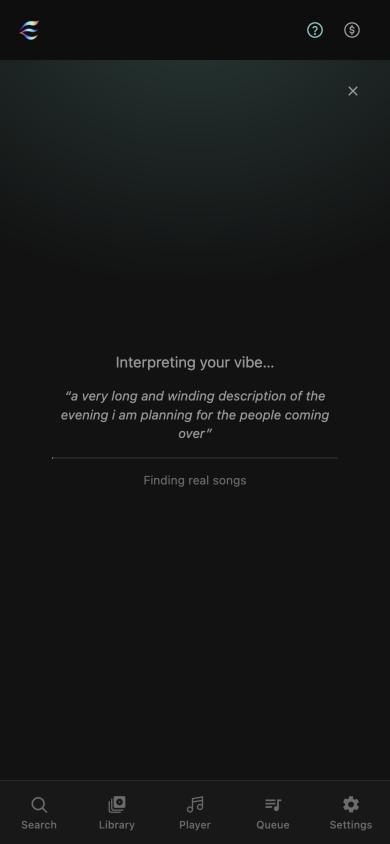 Interpreting your vibe...
“a very long and winding description of the
evening i am planning for the people coming
over”
Finding real songs
Search
Library
Player
Queue
Settings